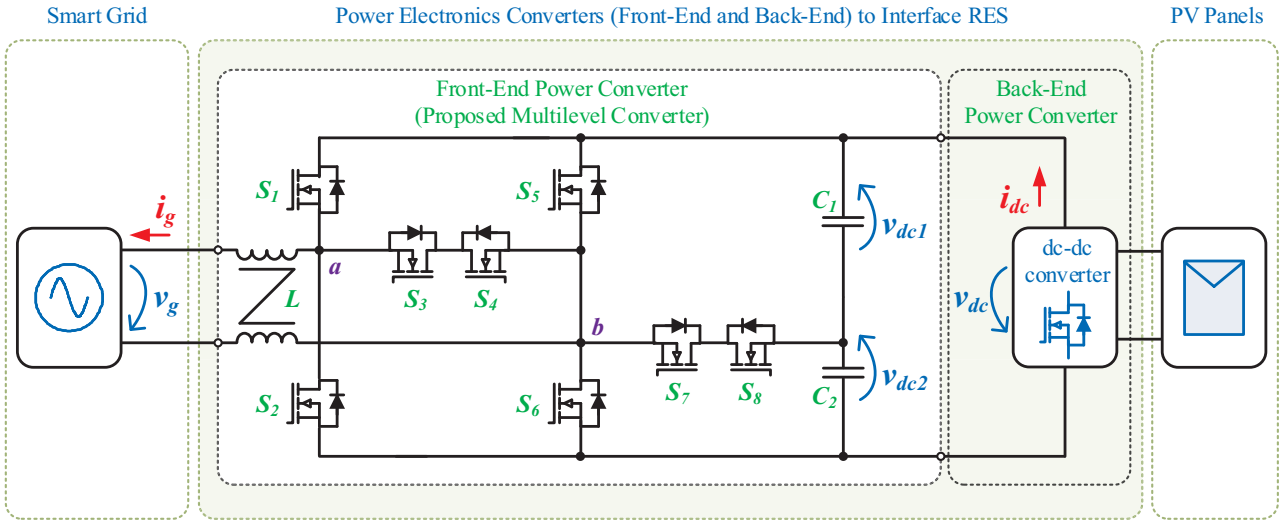 Smart Grid
Power Electronics Converters (Front-End and Back-End) to Interface RES
PV Panels
Front-End Power Converter
(Proposed Multilevel Converter)
Back-End
Power Converter
S1
S5
C1
vdc1
idc
ig
a
S3
S4
dc-dc
converter
vg
L
b
vdc
S2
S6
S7
S8
C2
vdc2